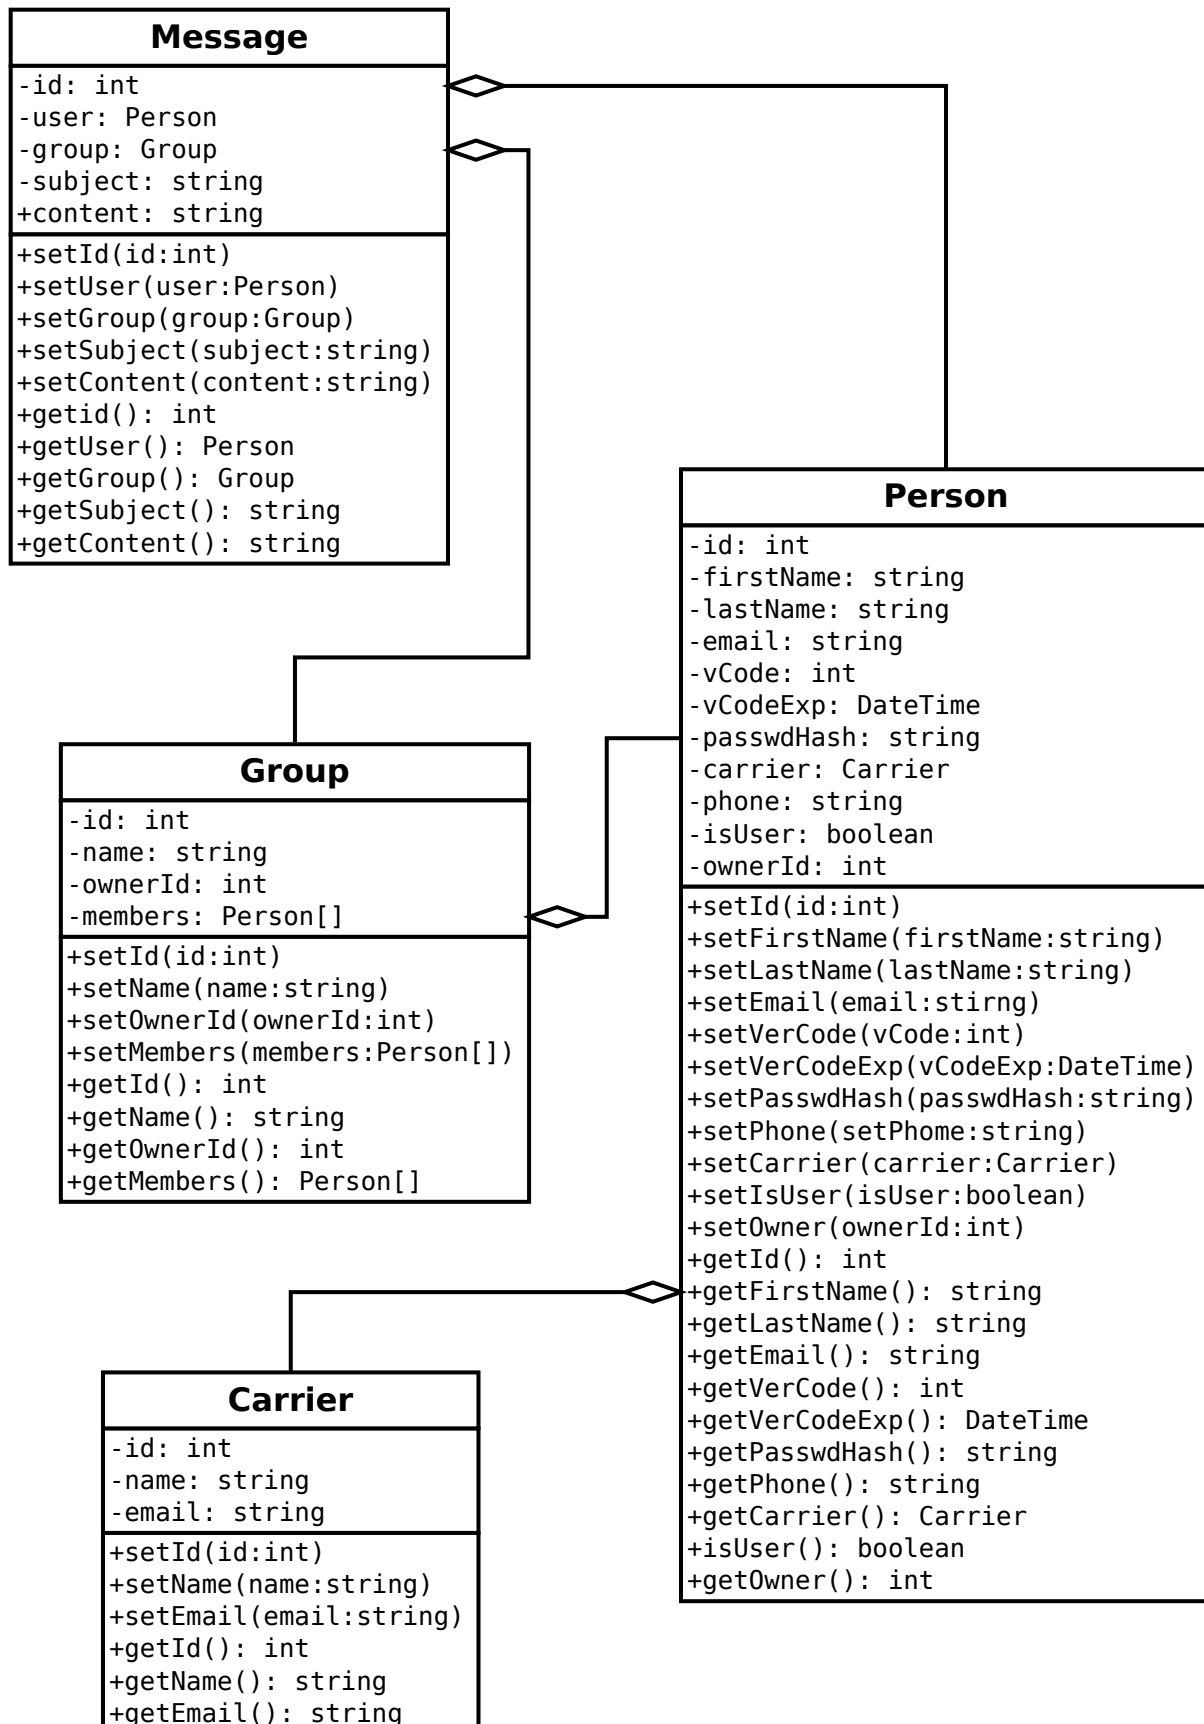 Message
-id: int
-user: Person
-group: Group
-subject: string
+content: string
+setId(id:int)
+setUser(user:Person)
+setGroup(group:Group)
+setSubject(subject:string)
+setContent(content:string)
+getid(): int
+getUser(): Person
+getGroup(): Group
+getSubject(): string
+getContent(): string
Person
-id: int
-firstName: string
-lastName: string
-email: string
-vCode: int
-vCodeExp: DateTime
-passwdHash: string
-carrier: Carrier
-phone: string
-isUser: boolean
-ownerId: int
+setId(id:int)
+setFirstName(firstName:string)
+setLastName(lastName:string)
+setEmail(email:stirng)
+setVerCode(vCode:int)
+setVerCodeExp(vCodeExp:DateTime)
+setPasswdHash(passwdHash:string)
+setPhone(setPhome:string)
+setCarrier(carrier:Carrier)
+setIsUser(isUser:boolean)
+setOwner(ownerId:int)
+getId(): int
+getFirstName(): string
+getLastName(): string
+getEmail(): string
+getVerCode(): int
+getVerCodeExp(): DateTime
+getPasswdHash(): string
+getPhone(): string
+getCarrier(): Carrier
+isUser(): boolean
+getOwner(): int
Group
-id: int
-name: string
-ownerId: int
-members: Person[]
+setId(id:int)
+setName(name:string)
+setOwnerId(ownerId:int)
+setMembers(members:Person[])
+getId(): int
+getName(): string
+getOwnerId(): int
+getMembers(): Person[]
Carrier
-id: int
-name: string
-email: string
+setId(id:int)
+setName(name:string)
+setEmail(email:string)
+getId(): int
+getName(): string
+getEmail(): string